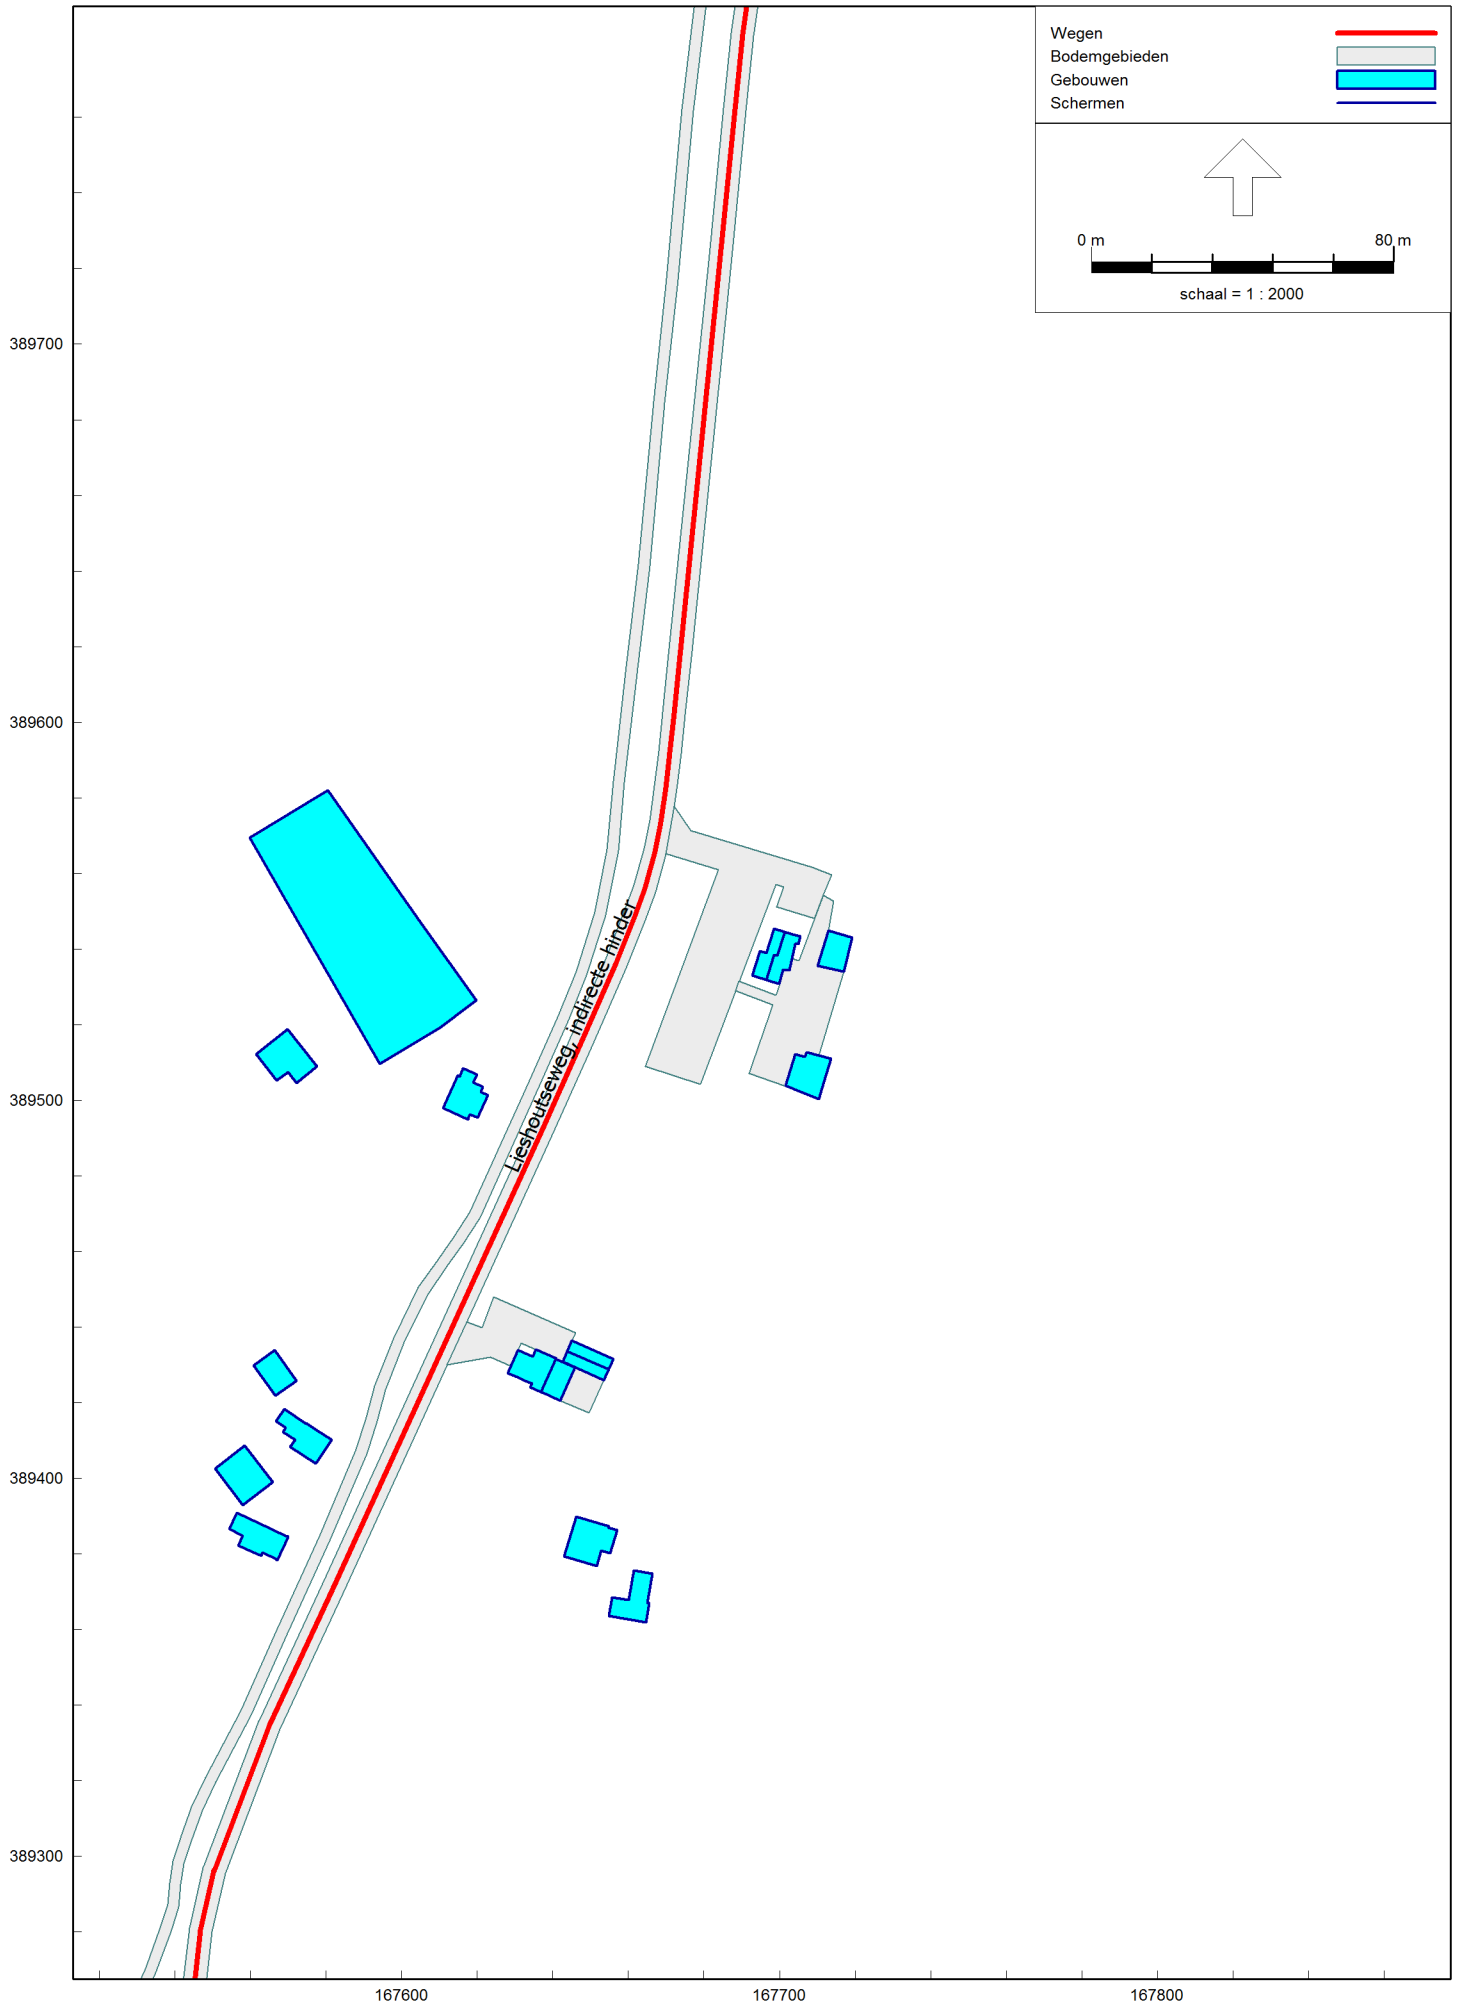 Wegen
Bodemgebieden
Gebouwen
Schermen
0 m 80 m
schaal = 1 : 2000
389700
389600
Lieshoutseweg, indirecte hinder
389500
389400
389300
167600 167700 167800